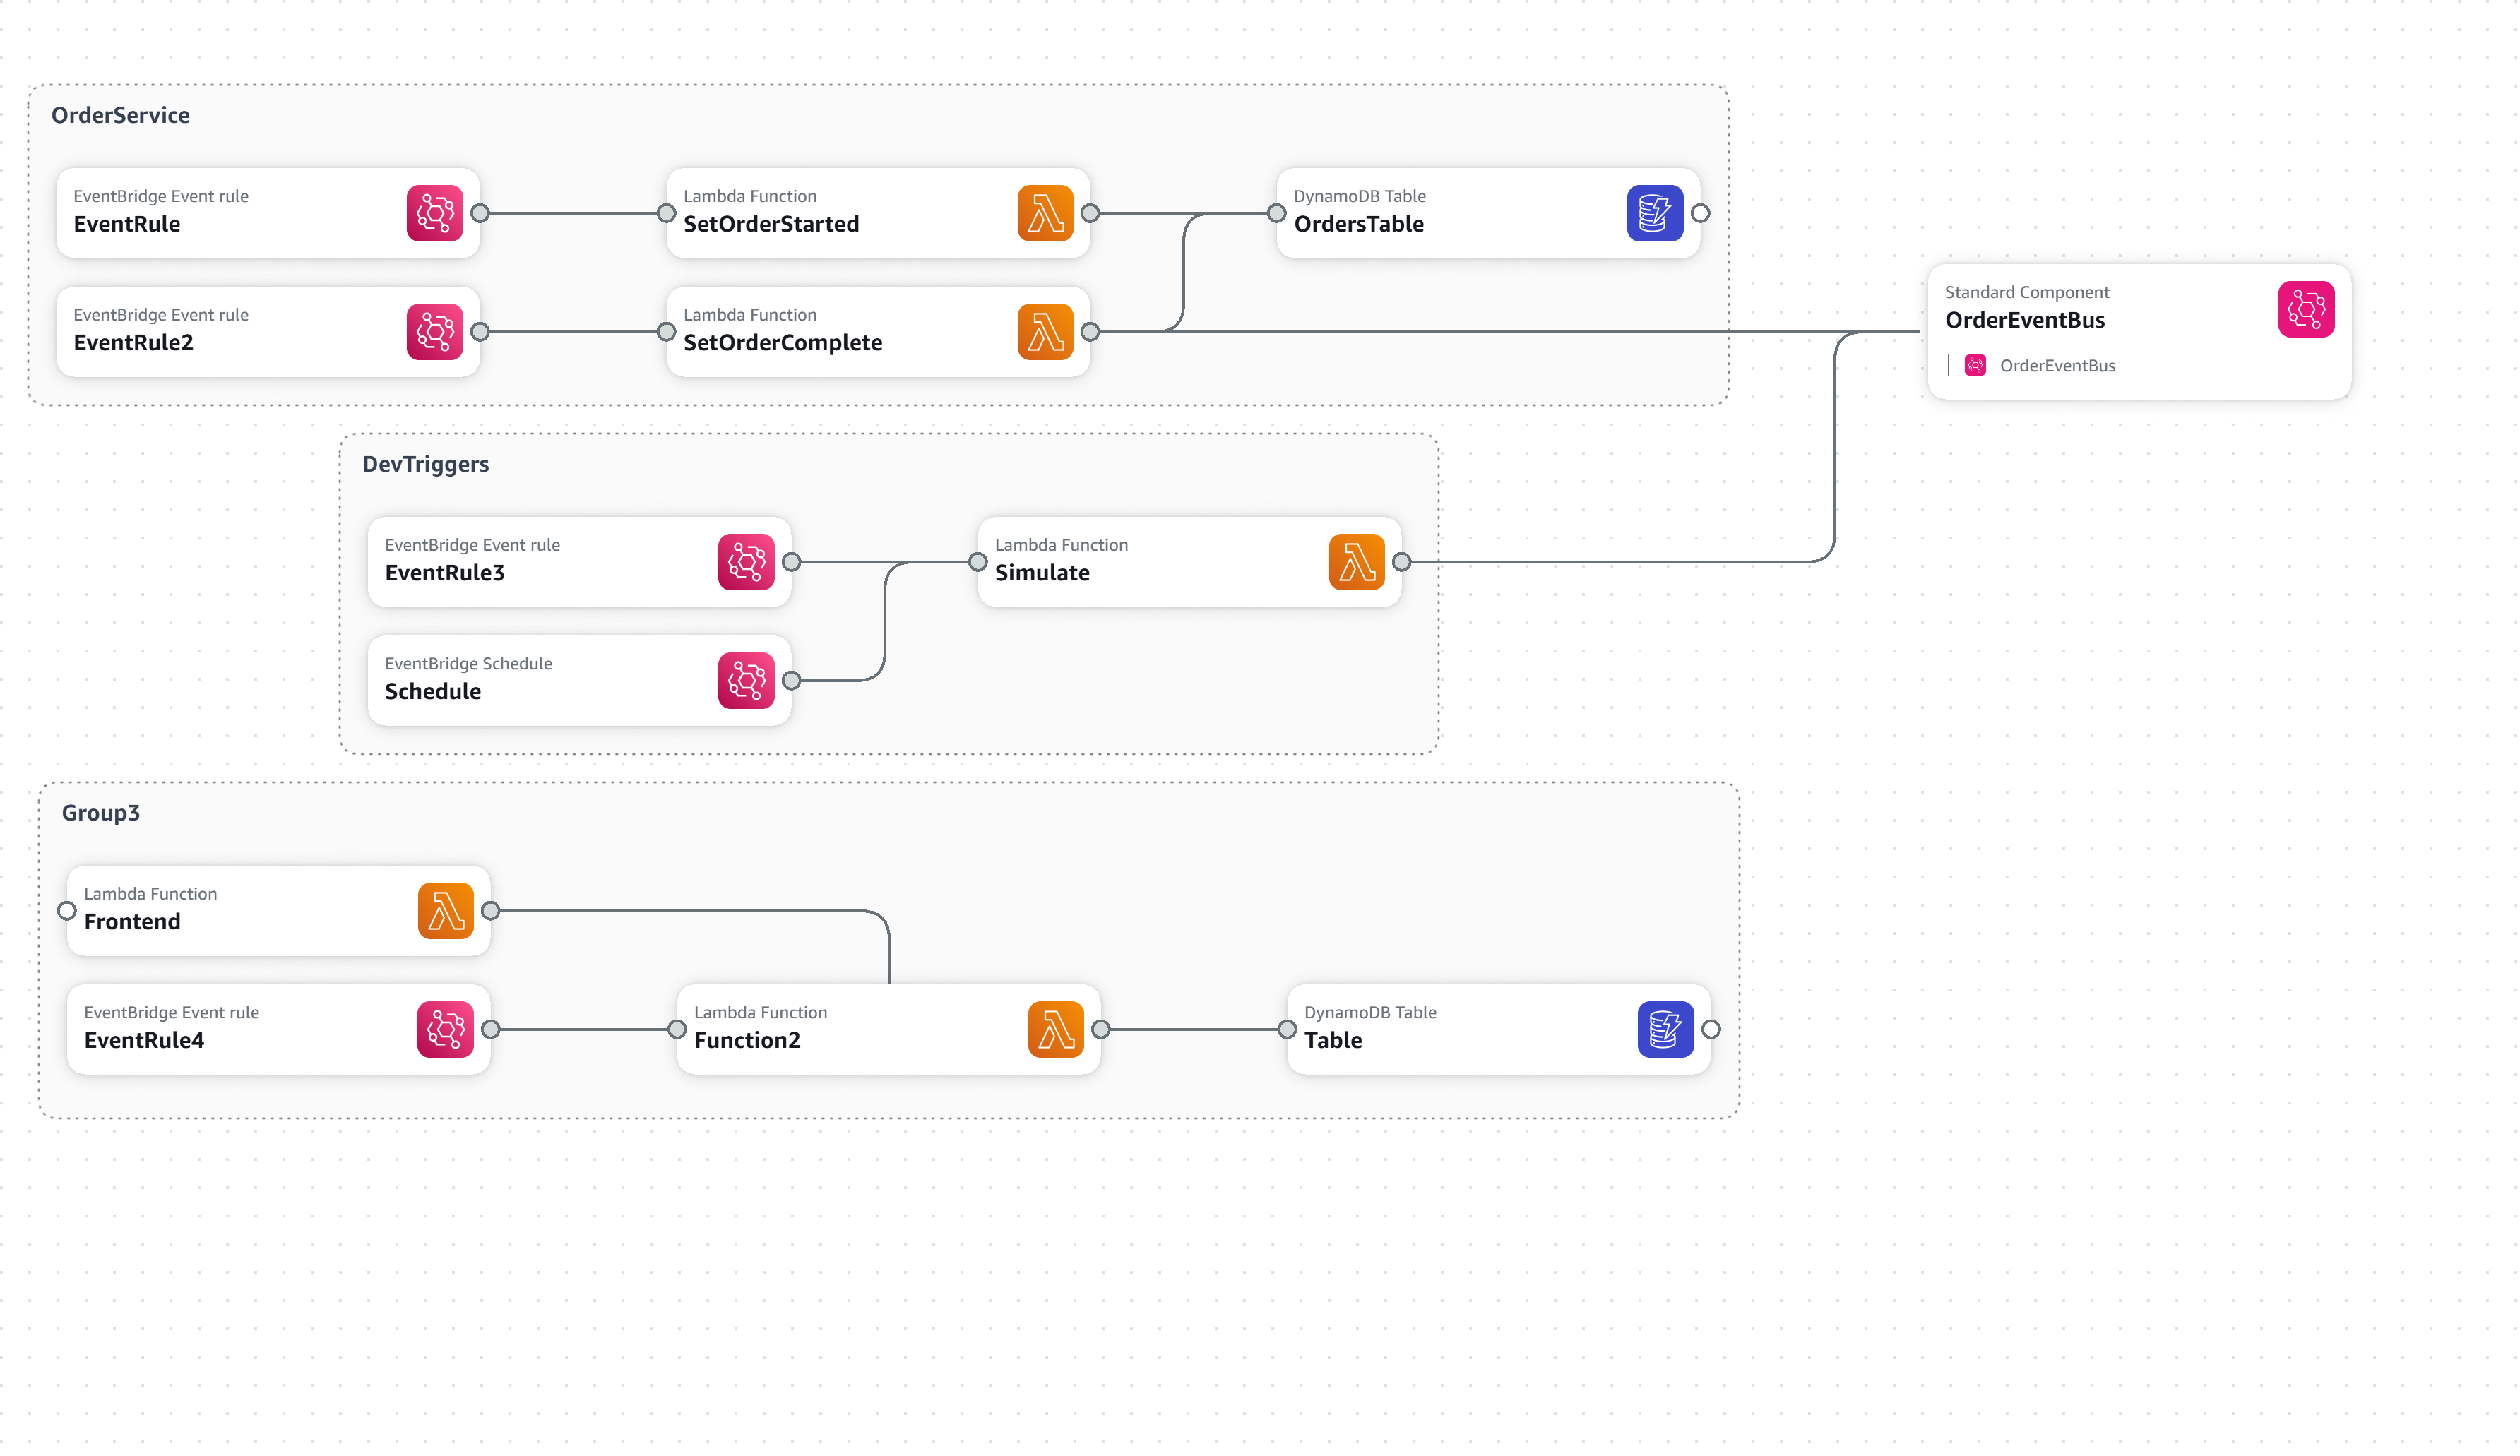 OrderService
EventBridge Event rule
EventRule
Lambda Function
SetOrderStarted
DynamoDB Table
OrdersTable
EventBridge Event rule
EventRule2
Lambda Function
SetOrderComplete
Standard Component
OrderEventBus
OrderEventBus
DevTriggers
EventBridge Event rule
EventRule3
Lambda Function
Simulate
EventBridge Schedule
Schedule
Group3
Lambda Function
Frontend
EventBridge Event rule
EventRule4
Lambda Function
Function2
DynamoDB Table
Table